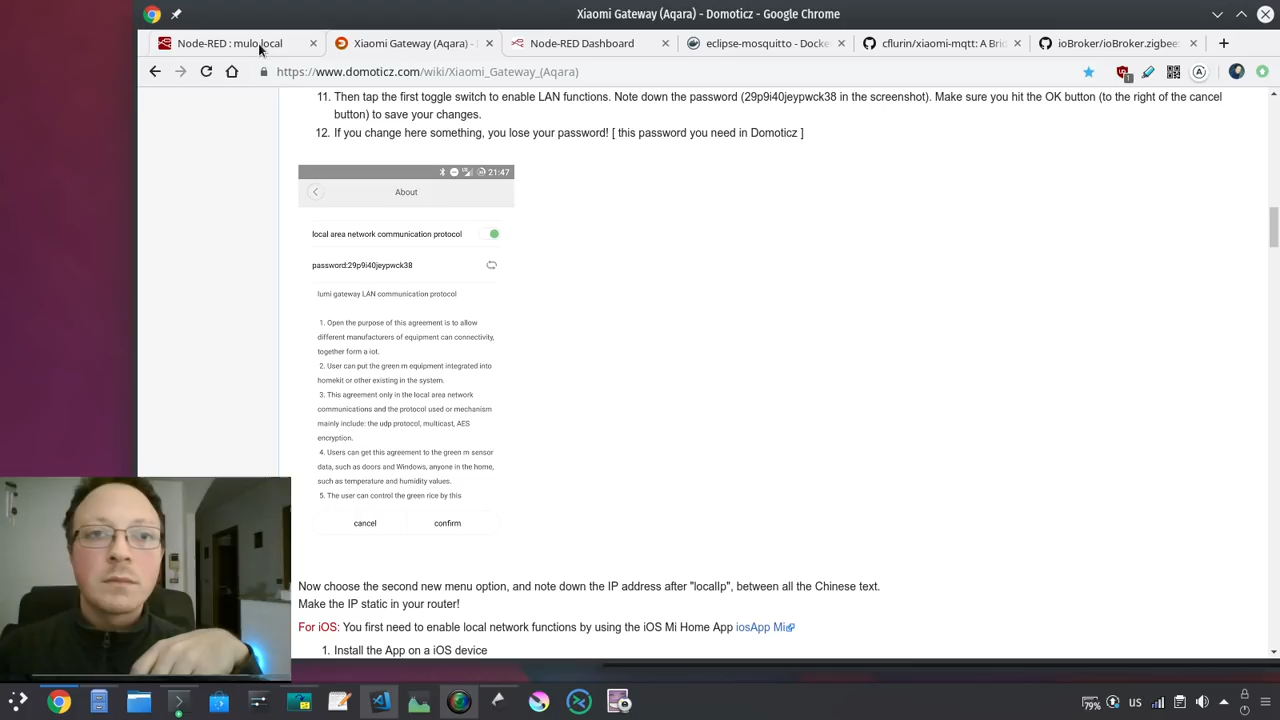 Xiaomi Gateway (Aqara) - Domoticz - Google Chrome
Node-RED : mulo.local
Xiaomi Gateway (Aqara) -
Node-RED Dashboard
eclipse-mosquitto - Docke
cflurin/xiaomi-mqtt: A Bri
ioBroker/ioBroker.zigbee:
https://www.domoticz.com/wiki/Xiaomi_Gateway_(Aqara)
11. Then tap the first toggle switch to enable LAN functions. Note down the password (29p9i40jeypwck38 in the screenshot). Make sure you hit the OK button (to the right of the cancel
button) to save your changes.
12. If you change here something, you lose your password! [ this password you need in Domoticz ]
21:47
About
local area network communication protocol
password:29p9i40jeypwck38
lumi gateway LAN communication protocol
1. Open the purpose of this agreement is to allow
different manufacturers of equipment can connectivity,
together form a iot.
2. User can put the green m equipment integrated into
homekit or other existing in the system.
3. This agreement only in the local area network
communications and the protocol used or mechanism
mainly include: the udp protocol, multicast, AES
encryption.
4. Users can get this agreement to the green m sensor
data, such as doors and Windows, anyone in the home,
such as temperature and humidity values.
5. The user can control the green rice by this
cancel
confirm
Now choose the second new menu option, and note down the IP address after "localIp", between all the Chinese text.
Make the IP static in your router!
For iOS: You first need to enable local network functions by using the iOS Mi Home App iosApp Mi
1. Install the App on a iOS device
79%
US